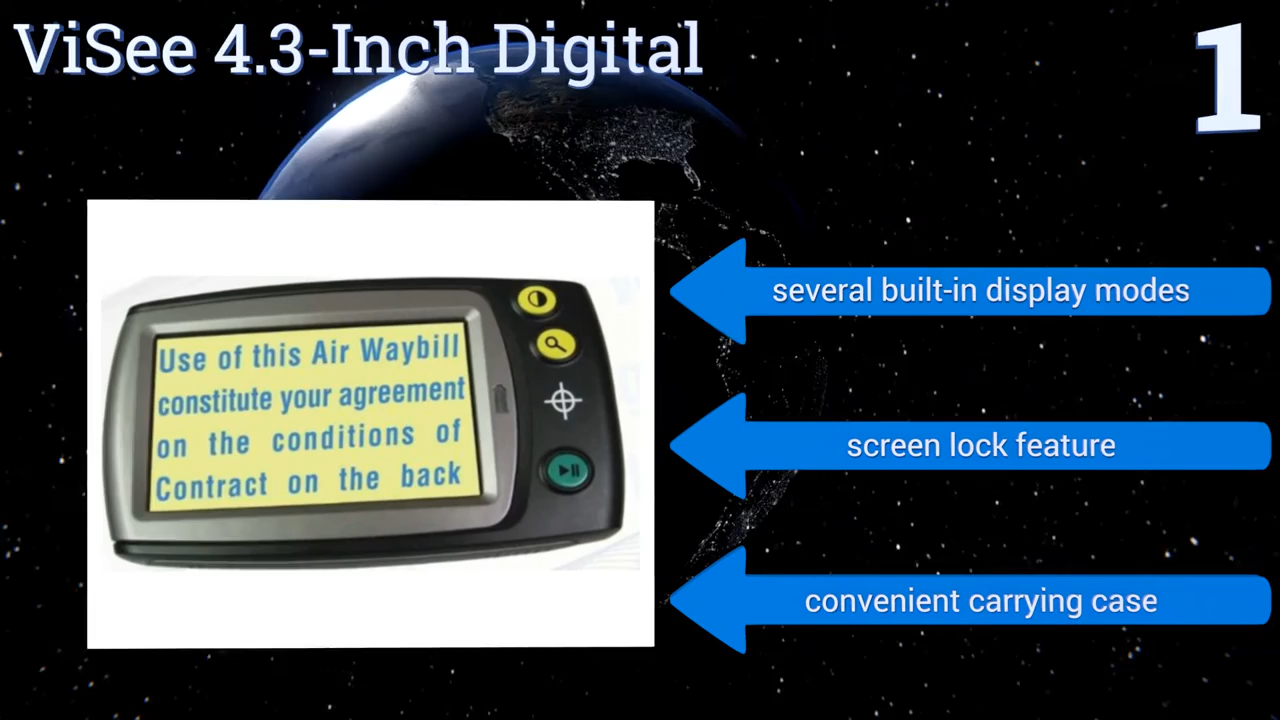 ViSee 4.3-Inch Digital
1
Use of this Air Waybill
constitute your agreement
on the conditions of
Contract on the back
several built-in display modes
screen lock feature
convenient carrying case